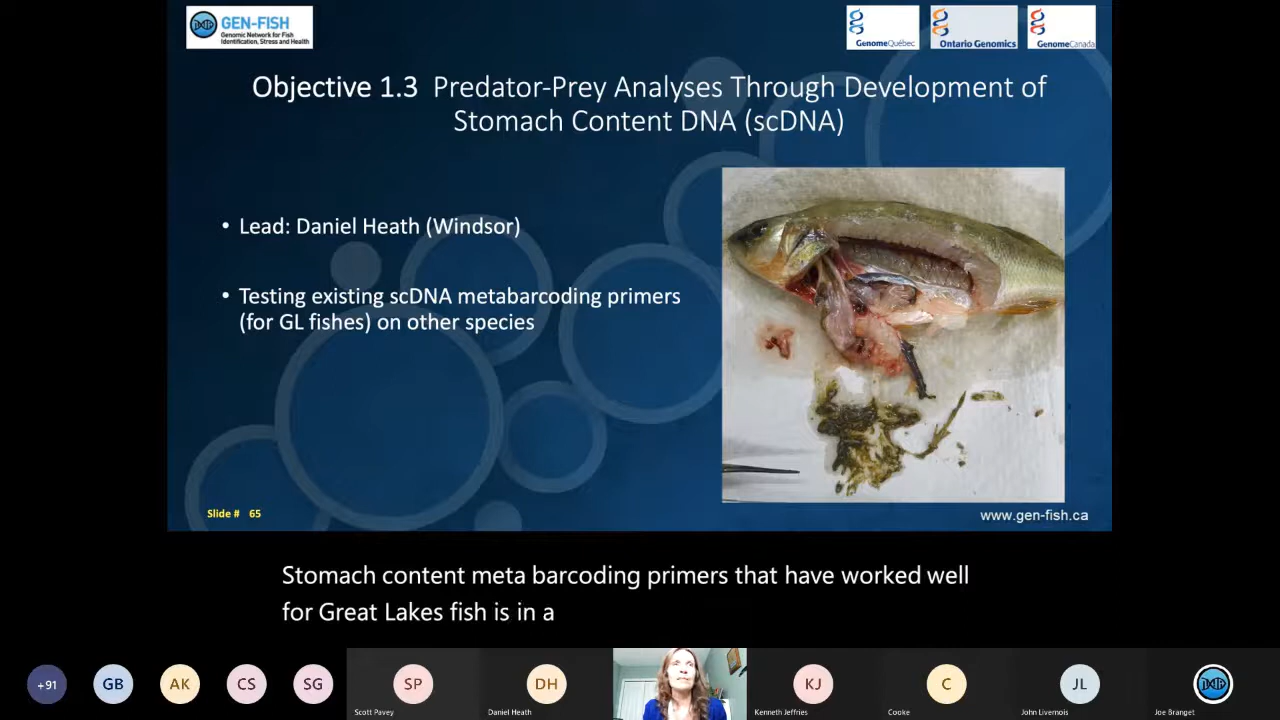 GEN-FISH
Genomic Network for Fish
Identification, Stress and Health
GenomeQuébec
Ontario Genomics
GenomeCanada
Objective 1.3 Predator-Prey Analyses Through Development of
Stomach Content DNA (scDNA)
• Lead: Daniel Heath (Windsor)
• Testing existing scDNA metabarcoding primers
(for GL fishes) on other species
Slide # 65
www.gen-fish.ca
Stomach content meta barcoding primers that have worked well
for Great Lakes fish is in a
+91
GB
AK
CS
SG
SP
DH
KJ
C
JL
Scott Pavey
Daniel Heath
Kenneth Jeffries
Cooke
John Livernois
Joe Branget